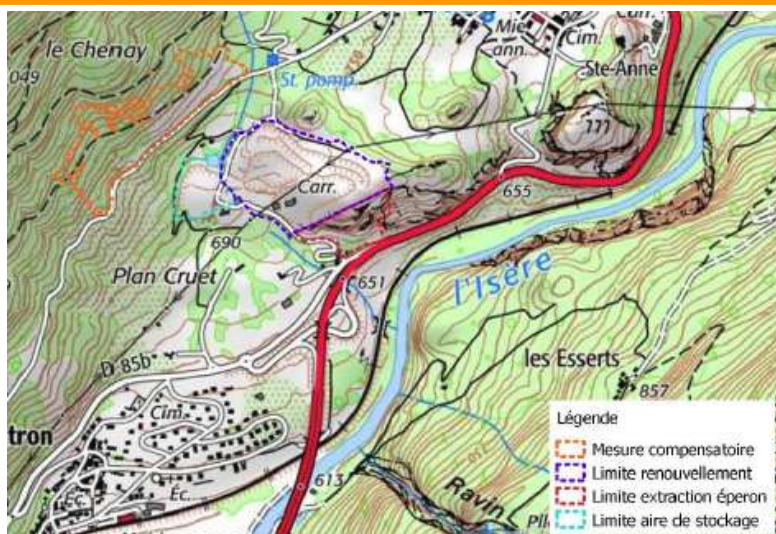 le Chenay
049
St. pomp.
Mic
ann.
Cim.
Carr.
Ste-Anne
777
Carr.
655
690
651
Plan Cruet
l'Isère
D 85b
les Esserts
857
Cim.
tron
Éc.
613
Ravin
Légende
Mesure compensatoire
Limite renouvellement
Limite extraction éperon
Limite aire de stockage